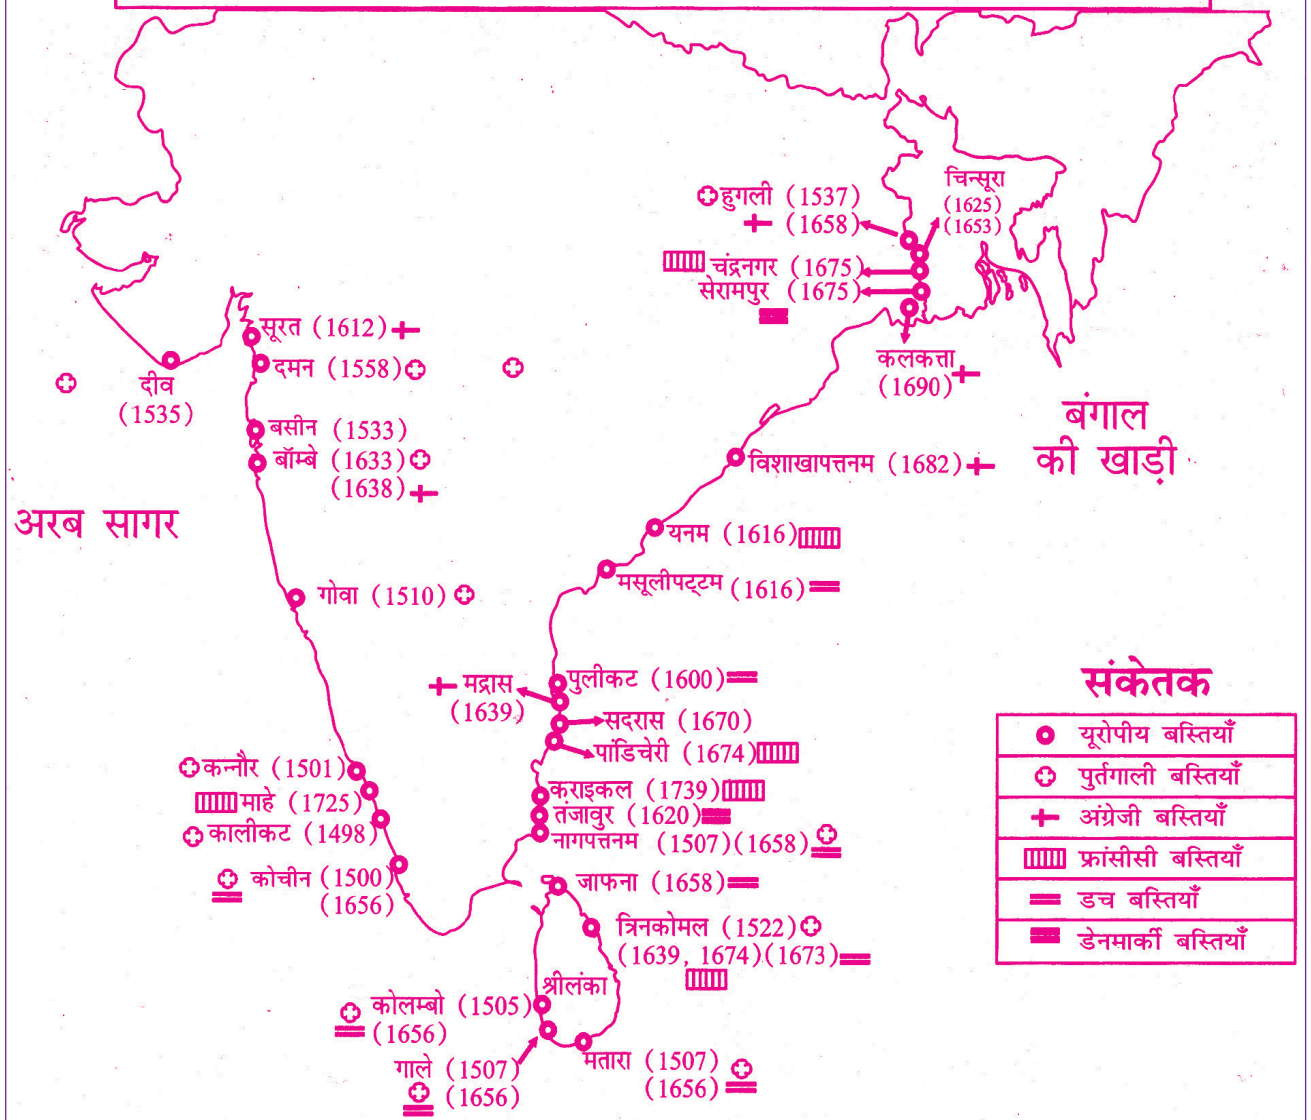 चिन्सूरा
(1625)
(1653)
हुगली (1537)
(1658)
चंद्रनगर (1675)
सेरामपुर (1675)
कलकत्ता
(1690)
सूरत (1612)
दमन (1558)
दीव
(1535)
बसीन (1533)
बॉम्बे (1633)
(1638)
बंगाल
की खाड़ी
विशाखापत्तनम (1682)
अरब सागर
यनम (1616)
मसूलीपट्टम (1616)
गोवा (1510)
पुलीकट (1600)
मद्रास
(1639)
सदरास (1670)
पांडिचेरी (1674)
कन्नौर (1501)
माहे (1725)
कालीकट (1498)
कोचीन (1500)
(1656)
कराइकल (1739)
तंजावुर (1620)
नागपत्तनम (1507)(1658)
जाफना (1658)
त्रिनकोमल (1522)
(1639, 1674)(1673)
श्रीलंका
कोलम्बो (1505)
(1656)
गाले (1507)
(1656)
मतारा (1507)
(1656)
संकेतक
यूरोपीय बस्तियाँ
पुर्तगाली बस्तियाँ
अंग्रेजी बस्तियाँ
फ्रांसीसी बस्तियाँ
डच बस्तियाँ
डेनमार्की बस्तियाँ